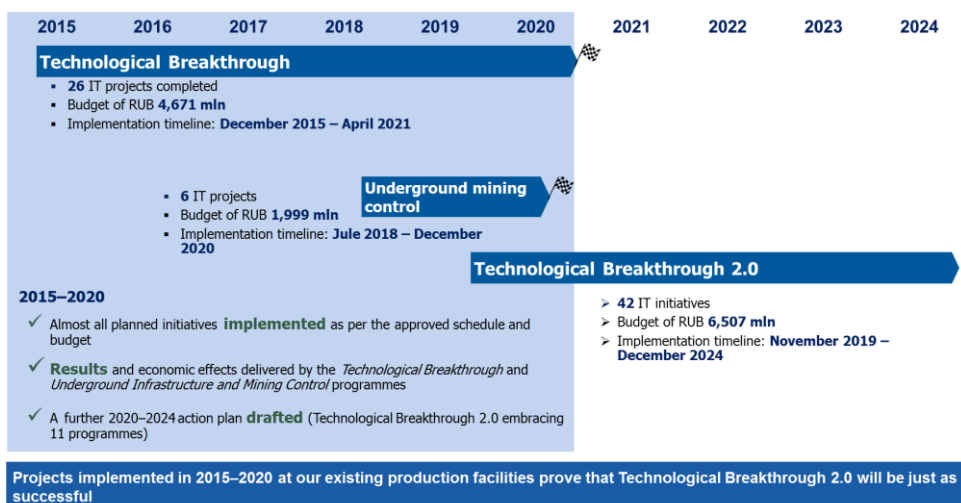 2015 2016 2017 2018 2019 2020 2021 2022 2023 2024
Technological Breakthrough
▪ 26 IT projects completed
▪ Budget of RUB 4,671 mln
▪ Implementation timeline: December 2015 – April 2021
Underground mining
control
▪ 6 IT projects
▪ Budget of RUB 1,999 mln
▪ Implementation timeline: Jule 2018 – December
2020
Technological Breakthrough 2.0
➢ 42 IT initiatives
➢ Budget of RUB 6,507 mln
➢ Implementation timeline: November 2019 –
December 2024
2015–2020
✓ Almost all planned initiatives implemented as per the approved schedule and
budget
✓ Results and economic effects delivered by the Technological Breakthrough and
Underground Infrastructure and Mining Control programmes
✓ A further 2020–2024 action plan drafted (Technological Breakthrough 2.0 embracing
11 programmes)
Projects implemented in 2015–2020 at our existing production facilities prove that Technological Breakthrough 2.0 will be just as
successful